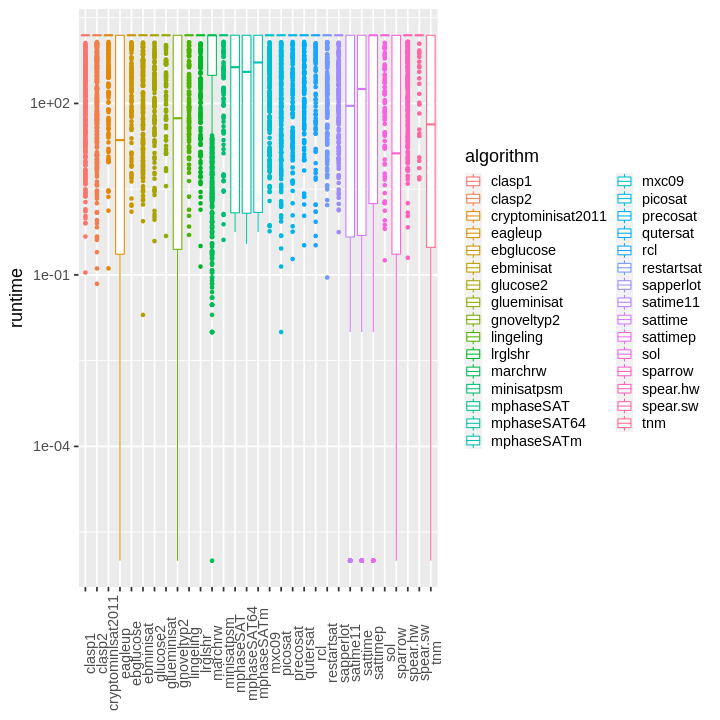 1e+02
1e-01
1e-04
runtime
clasp1
clasp2
cryptominisat2011
eagleup
ebglucose
ebminisat
glucose2
glueminisat
gnoveltyp2
lingeling
lrglshr
marchrw
minisatpsm
mphaseSAT
mphaseSAT64
mphaseSATm
mxc09
picosat
precosat
qutersat
rcl
restartsat
sapperlot
satime11
sattime
sattimep
sol
sparrow
spear.hw
spear.sw
tnm
algorithm
clasp1
clasp2
cryptominisat2011
eagleup
ebglucose
ebminisat
glucose2
glueminisat
gnoveltyp2
lingeling
lrglshr
marchrw
minisatpsm
mphaseSAT
mphaseSAT64
mphaseSATm
mxc09
picosat
precosat
qutersat
rcl
restartsat
sapperlot
satime11
sattime
sattimep
sol
sparrow
spear.hw
spear.sw
tnm